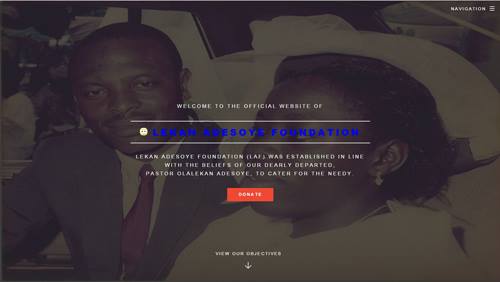 NAVIGATION
WELCOME TO THE OFFICIAL WEBSITE OF
LEKAN ADESOYE FOUNDATION
LEKAN ADESOYE FOUNDATION (LAF) WAS ESTABLISHED IN LINE
WITH THE BELIEFS OF OUR DEARLY DEPARTED,
PASTOR OLALEKAN ADESOYE, TO CATER FOR THE NEEDY.
DONATE
VIEW OUR OBJECTIVES